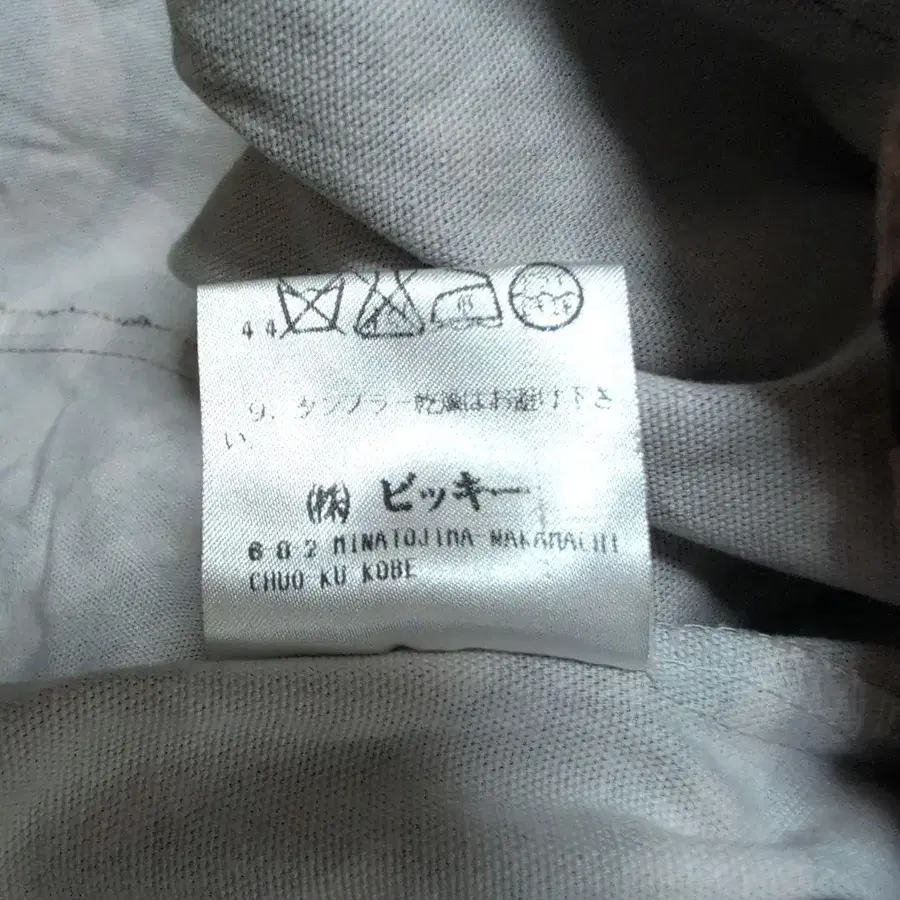 44
9. タンブラー乾燥はお避け下さ
い.
(株) ビッキー
6 8 2 MINATOJIMA NAKAMACHI
CHUO KU KOBE